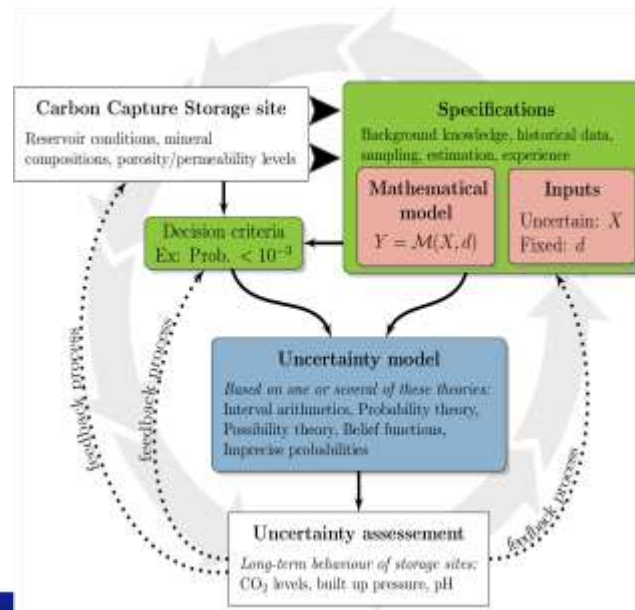 Carbon Capture Storage site
Reservoir conditions, mineral
compositions, porosity/permeability levels
Specifications
Background knowledge, historical data,
sampling, estimation, experience
Mathematical
model
Y = M(X, d)
Inputs
Uncertain: X
Fixed: d
Decision criteria
Ex: Prob. < 10⁻³
Uncertainty model
Based on one or several of these theories:
Interval arithmetics, Probability theory,
Possibility theory, Belief functions,
Imprecise probabilities
Uncertainty assessement
Long-term behaviour of storage sites:
CO₂ levels, built up pressure, pH
feedback process
feedback process
feedback process